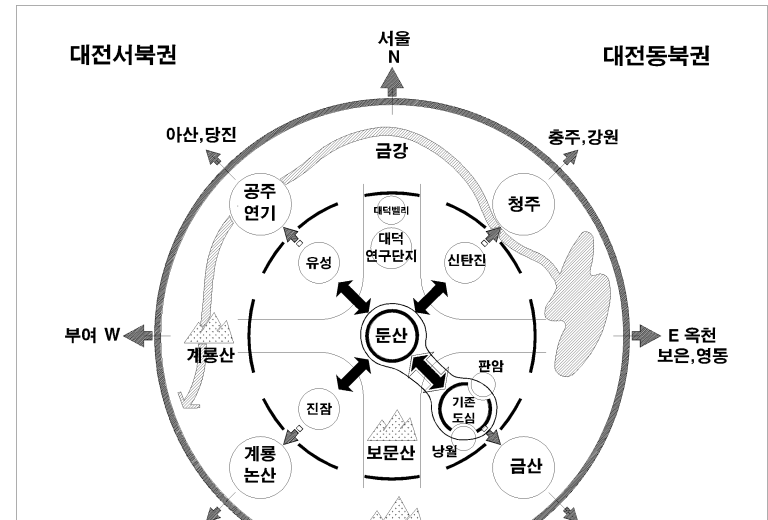 서울
N
대전서북권
대전동북권
아산,당진
충주,강원
금강
공주
연기
청주
대덕벨리
대덕
연구단지
유성
신탄진
부여 W
둔산
E 옥천
보은,영동
계룡산
판암
기존
도심
진잠
보문산
낭월
계룡
논산
금산